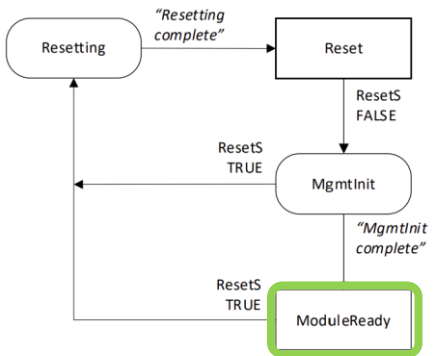 "Resetting
complete"
Resetting
Reset
ResetS
FALSE
ResetS
TRUE
MgmtInit
"MgmtInit
complete"
ResetS
TRUE
ModuleReady